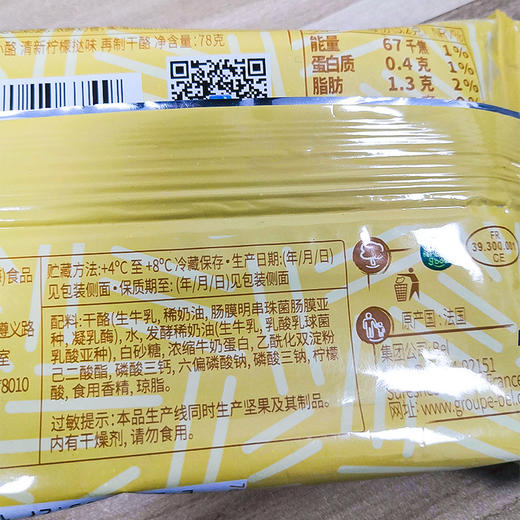 小酪 清新柠檬挞味 再制干酪 净含量:78克
能量 67千焦 1%
蛋白质 0.4克 1%
脂肪 1.3克 2%
食品
贮藏方法:+4℃ 至 +8℃ 冷藏保存·生产日期:(年/月/日)
见包装侧面·保质期至: (年/月/日)见包装侧面
遵义路
室
78010
配料:干酪(生牛乳, 稀奶油, 肠膜明串珠菌肠膜亚
种, 凝乳酶), 水, 发酵稀奶油(生牛乳, 乳酸乳球菌
乳酸亚种), 白砂糖, 浓缩牛奶蛋白, 乙酰化双淀粉
己二酸酯, 磷酸三钙, 六偏磷酸钠, 磷酸三钠, 柠檬
酸, 食用香精, 琼脂。
过敏提示:本品生产线同时生产坚果及其制品。
内有干燥剂, 请勿食用。
FR
39.300.001
CE
原产国:法国
集团公司:Bel
92151
Suresnes
France
网址:www.groupe-bel.